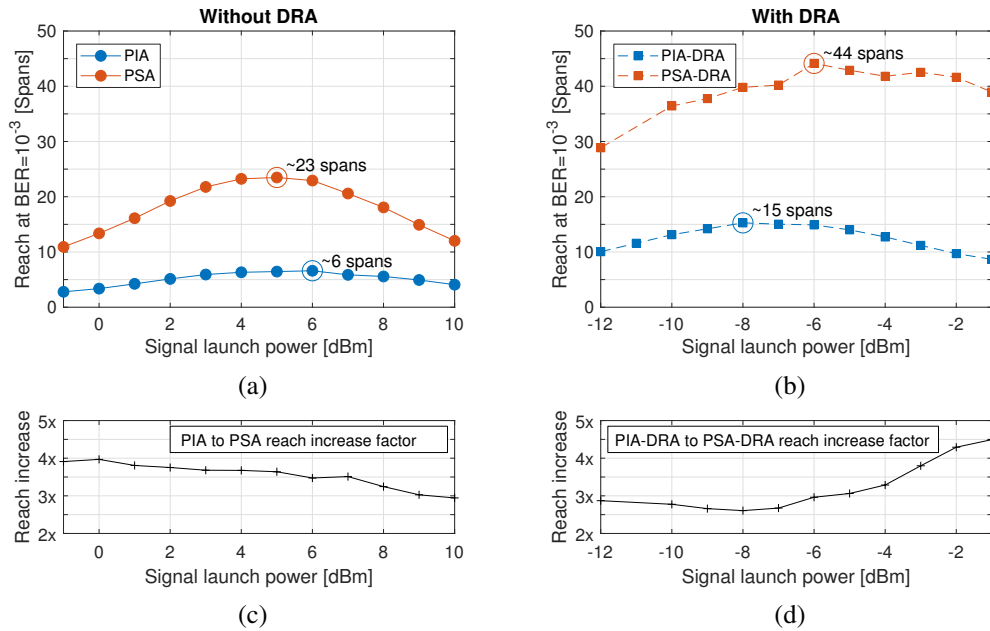 Without DRA
50
40
30
20
10
0
Reach at BER=10⁻³ [Spans]
PIA
PSA
~23 spans
~6 spans
0
2
4
6
8
10
Signal launch power [dBm]
(a)
With DRA
50
40
30
20
10
0
Reach at BER=10⁻³ [Spans]
PIA-DRA
PSA-DRA
~44 spans
~15 spans
-12
-10
-8
-6
-4
-2
Signal launch power [dBm]
(b)
5x
4x
3x
2x
Reach increase
PIA to PSA reach increase factor
0
2
4
6
8
10
Signal launch power [dBm]
(c)
5x
4x
3x
2x
Reach increase
PIA-DRA to PSA-DRA reach increase factor
-12
-10
-8
-6
-4
-2
Signal launch power [dBm]
(d)